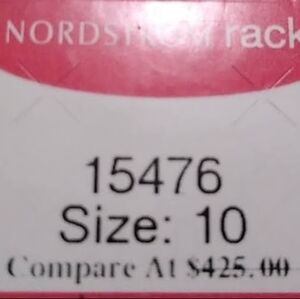 NORDSTROM rack
15476
Size: 10
Compare At $425.00